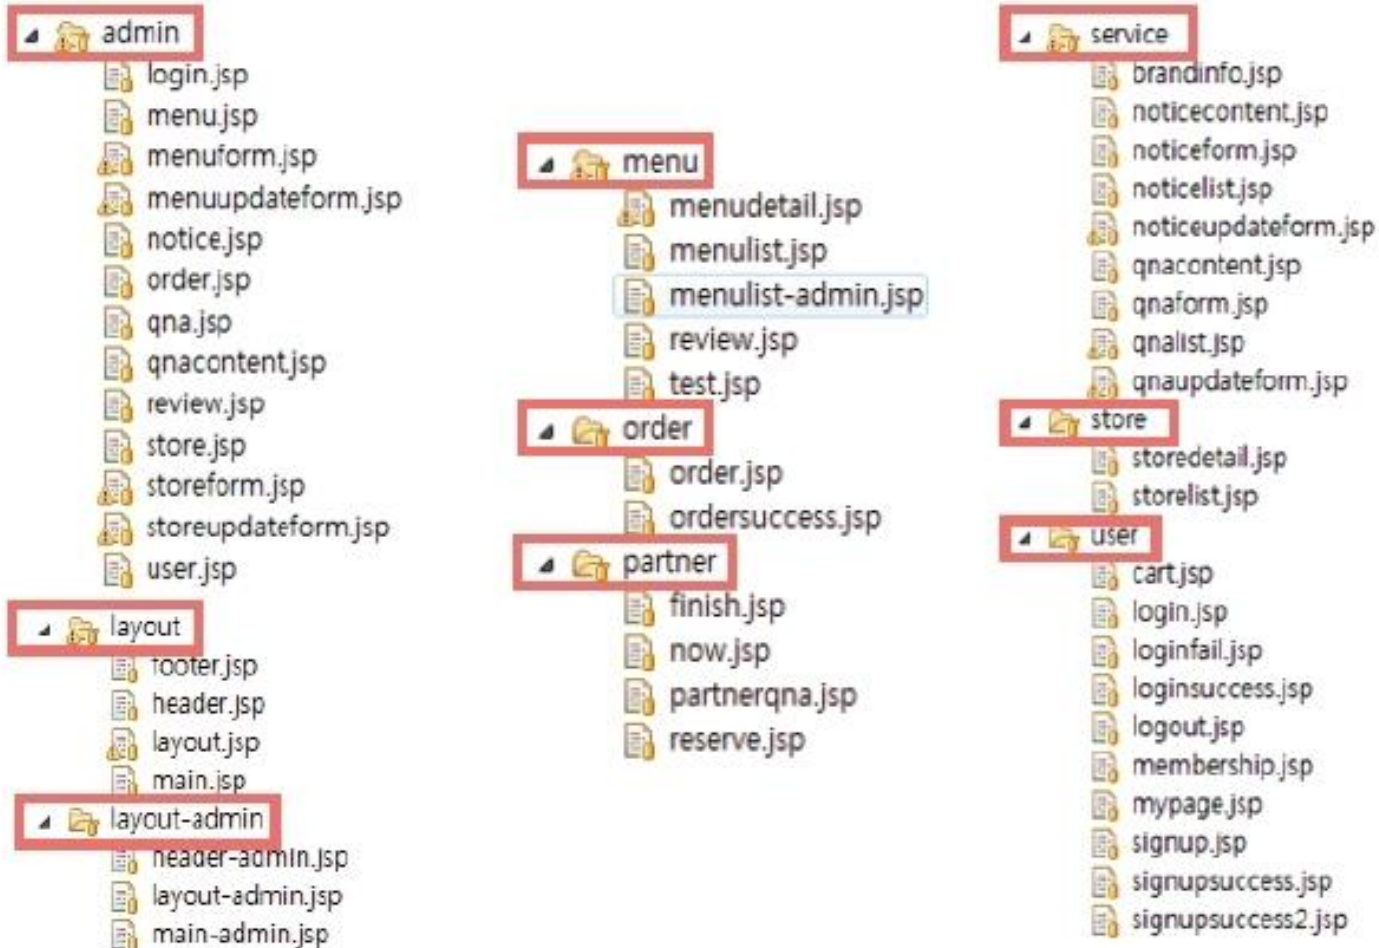 admin
login.jsp
menu.jsp
menuform.jsp
menuupdateform.jsp
notice.jsp
order.jsp
qna.jsp
qnacontent.jsp
review.jsp
store.jsp
storeform.jsp
storeupdateform.jsp
user.jsp
layout
footer.jsp
header.jsp
layout.jsp
main.jsp
layout-admin
header-admin.jsp
layout-admin.jsp
main-admin.jsp
menu
menudetail.jsp
menulist.jsp
menulist-admin.jsp
review.jsp
test.jsp
order
order.jsp
ordersuccess.jsp
partner
finish.jsp
now.jsp
partnerqna.jsp
reserve.jsp
service
brandinfo.jsp
noticecontent.jsp
noticeform.jsp
noticelist.jsp
noticeupdateform.jsp
qnacontent.jsp
qnaform.jsp
qnalist.jsp
qnaupdateform.jsp
store
storedetail.jsp
storelist.jsp
user
cart.jsp
login.jsp
loginfail.jsp
loginsuccess.jsp
logout.jsp
membership.jsp
mypage.jsp
signup.jsp
signupsuccess.jsp
signupsuccess2.jsp